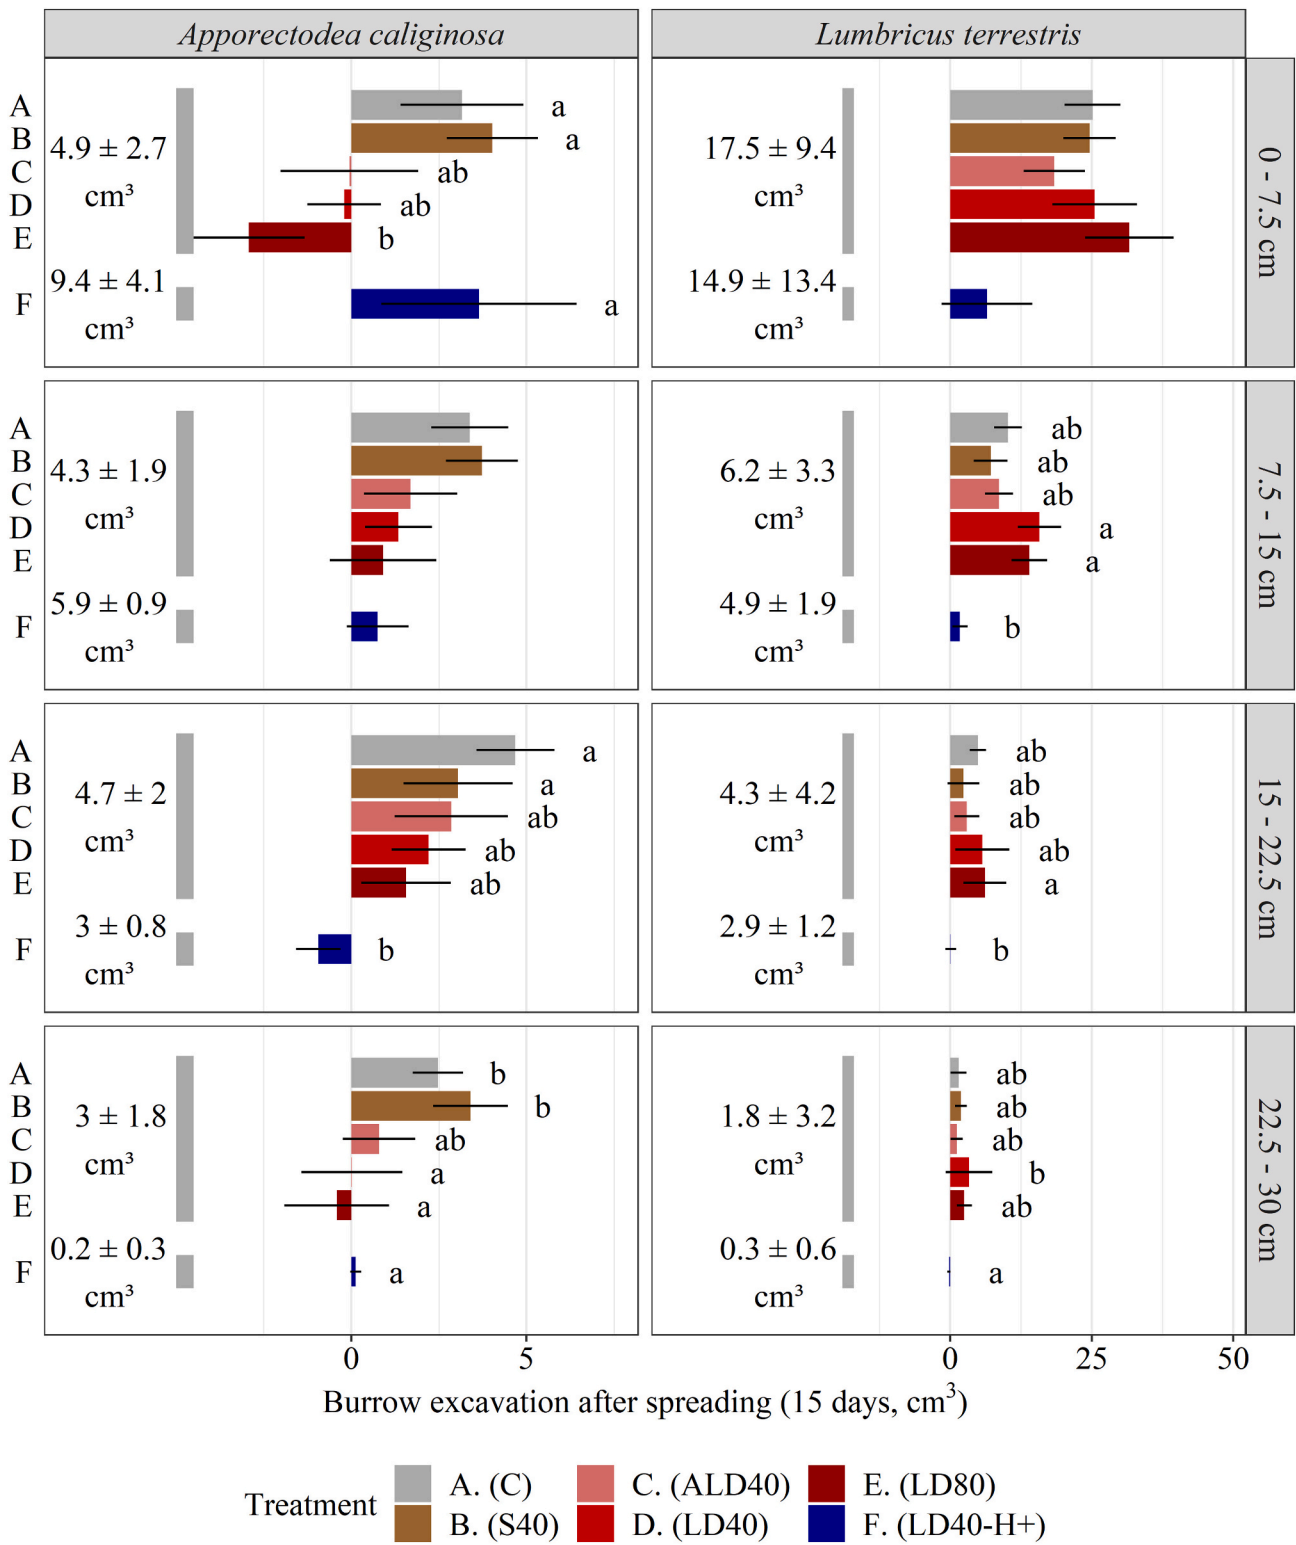 Apporectodea caliginosa
Lumbricus terrestris
A
B
C
D
E
F
4.9 ± 2.7
cm³
9.4 ± 4.1
cm³
a
a
ab
ab
b
a
17.5 ± 9.4
cm³
14.9 ± 13.4
cm³
0 - 7.5 cm
A
B
C
D
E
F
4.3 ± 1.9
cm³
5.9 ± 0.9
cm³
6.2 ± 3.3
cm³
4.9 ± 1.9
cm³
ab
ab
ab
a
a
b
7.5 - 15 cm
A
B
C
D
E
F
4.7 ± 2
cm³
3 ± 0.8
cm³
a
a
ab
ab
ab
b
4.3 ± 4.2
cm³
2.9 ± 1.2
cm³
ab
ab
ab
ab
a
b
15 - 22.5 cm
A
B
C
D
E
F
3 ± 1.8
cm³
0.2 ± 0.3
cm³
b
b
ab
a
a
a
1.8 ± 3.2
cm³
0.3 ± 0.6
cm³
ab
ab
ab
b
ab
a
22.5 - 30 cm
0 5
0 25 50
Burrow excavation after spreading (15 days, cm³)
Treatment
A. (C)
B. (S40)
C. (ALD40)
D. (LD40)
E. (LD80)
F. (LD40-H+)